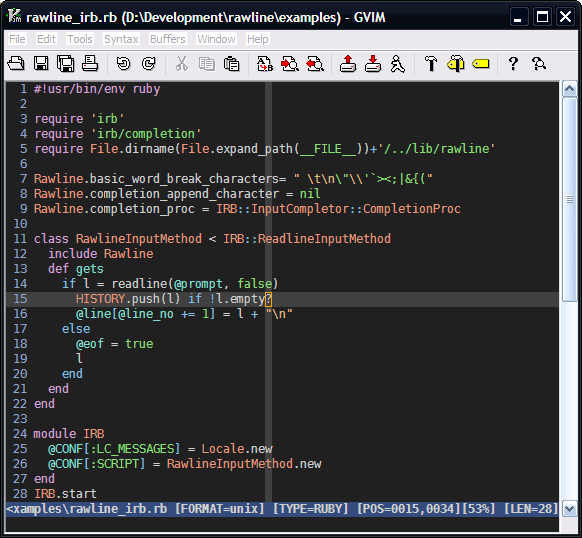 rawline_irb.rb (D:\Development\rawline\examples) - GVIM
File Edit Tools Syntax Buffers Window Help
1 #!usr/bin/env ruby
2
3 require 'irb'
4 require 'irb/completion'
5 require File.dirname(File.expand_path(__FILE__))+'/../lib/rawline'
6
7 Rawline.basic_word_break_characters= " \t\n\"\\'`><;|&{("
8 Rawline.completion_append_character = nil
9 Rawline.completion_proc = IRB::InputCompletor::CompletionProc
10
11 class RawlineInputMethod < IRB::ReadlineInputMethod
12   include Rawline
13   def gets
14     if l = readline(@prompt, false)
15       HISTORY.push(l) if !l.empty?
16       @line[@line_no += 1] = l + "\n"
17     else
18       @eof = true
19       l
20     end
21   end
22 end
23
24 module IRB
25   @CONF[:LC_MESSAGES] = Locale.new
26   @CONF[:SCRIPT] = RawlineInputMethod.new
27 end
28 IRB.start
<xamples\rawline_irb.rb [FORMAT=unix] [TYPE=RUBY] [POS=0015,0034][53%] [LEN=28]